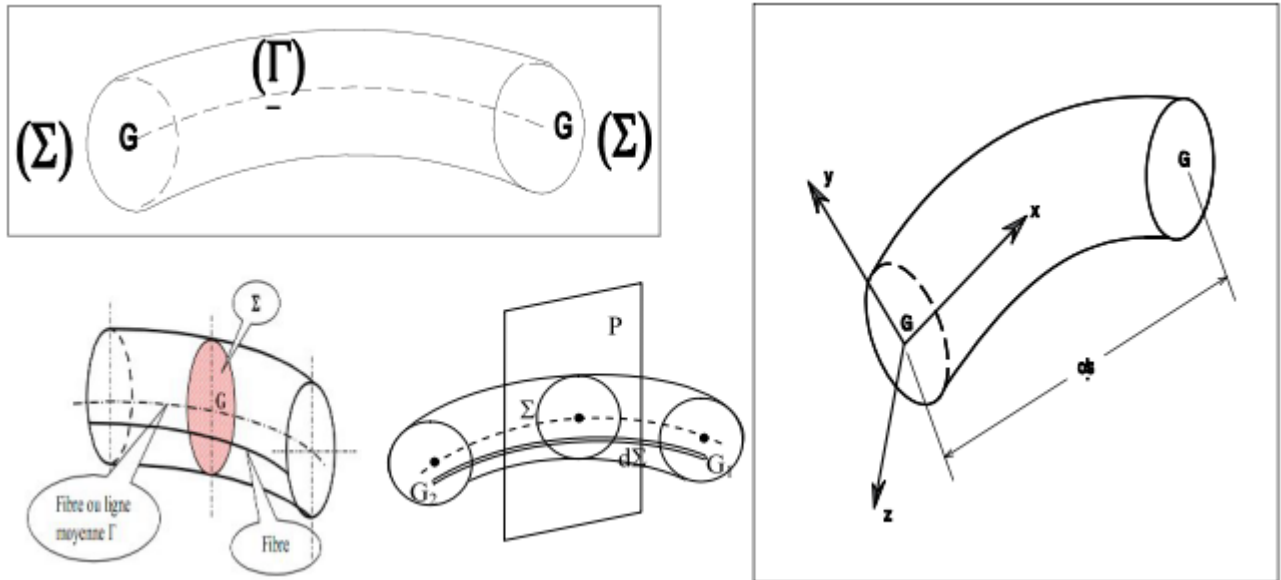 (Γ)
(Σ)
G
G
(Σ)
y
x
G
G
ds
z
Σ
G
Fibre ou ligne
moyenne Γ
Fibre
P
Σ
dΣ
G₁
G₂